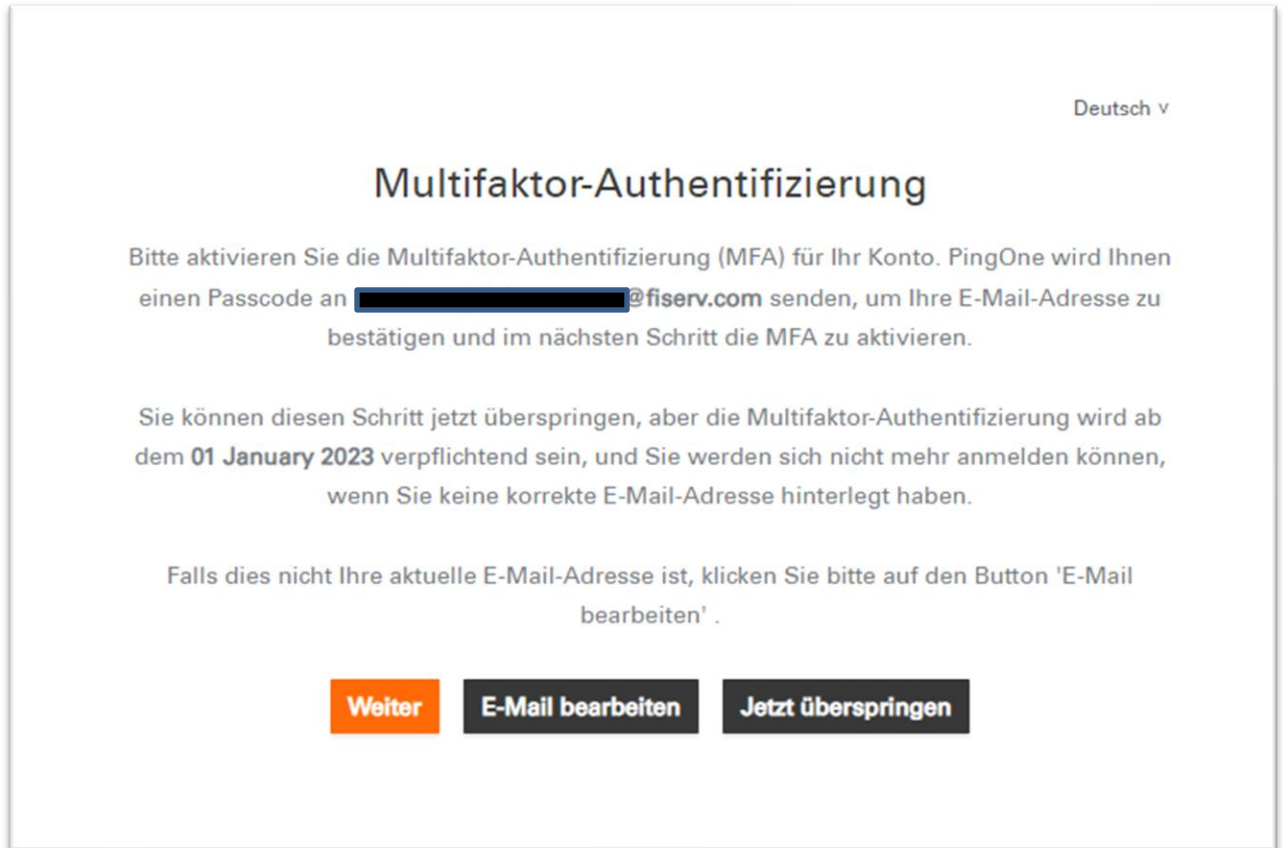 Deutsch v
Multifaktor-Authentifizierung
Bitte aktivieren Sie die Multifaktor-Authentifizierung (MFA) für Ihr Konto. PingOne wird Ihnen
einen Passcode an @fiserv.com senden, um Ihre E-Mail-Adresse zu
bestätigen und im nächsten Schritt die MFA zu aktivieren.
Sie können diesen Schritt jetzt überspringen, aber die Multifaktor-Authentifizierung wird ab
dem 01 January 2023 verpflichtend sein, und Sie werden sich nicht mehr anmelden können,
wenn Sie keine korrekte E-Mail-Adresse hinterlegt haben.
Falls dies nicht Ihre aktuelle E-Mail-Adresse ist, klicken Sie bitte auf den Button 'E-Mail
bearbeiten' .
Weiter E-Mail bearbeiten Jetzt überspringen